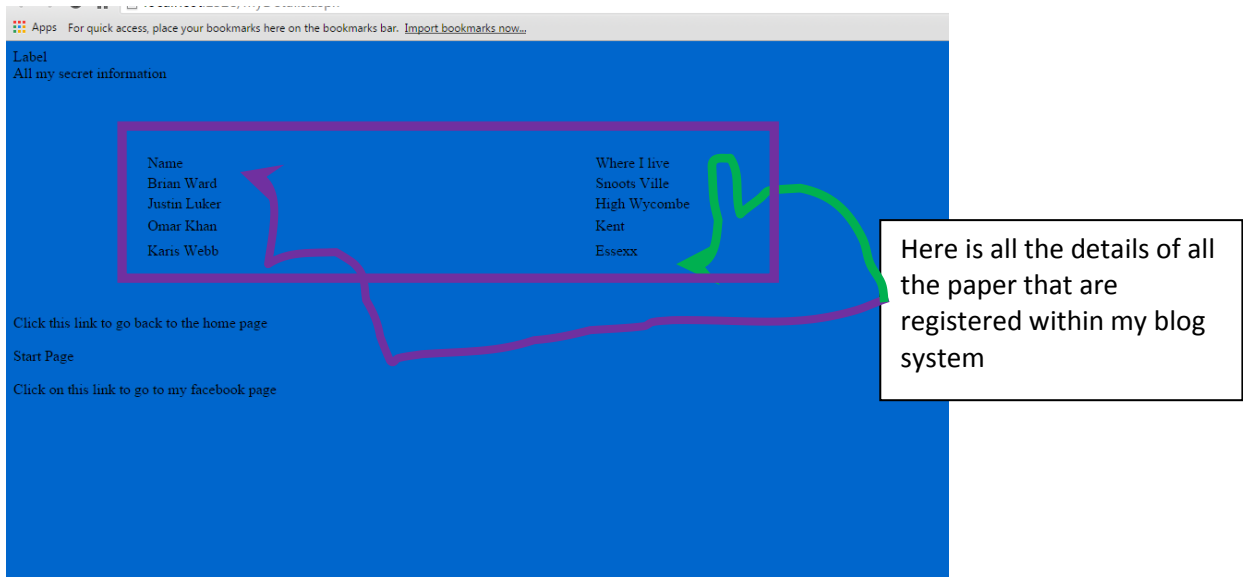 Apps For quick access, place your bookmarks here on the bookmarks bar. Import bookmarks now...
Label
All my secret information
Name Where I live
Brian Ward Snoots Ville
Justin Luker High Wycombe
Omar Khan Kent
Karis Webb Essexx
Here is all the details of all
the paper that are
registered within my blog
system
Click this link to go back to the home page
Start Page
Click on this link to go to my facebook page